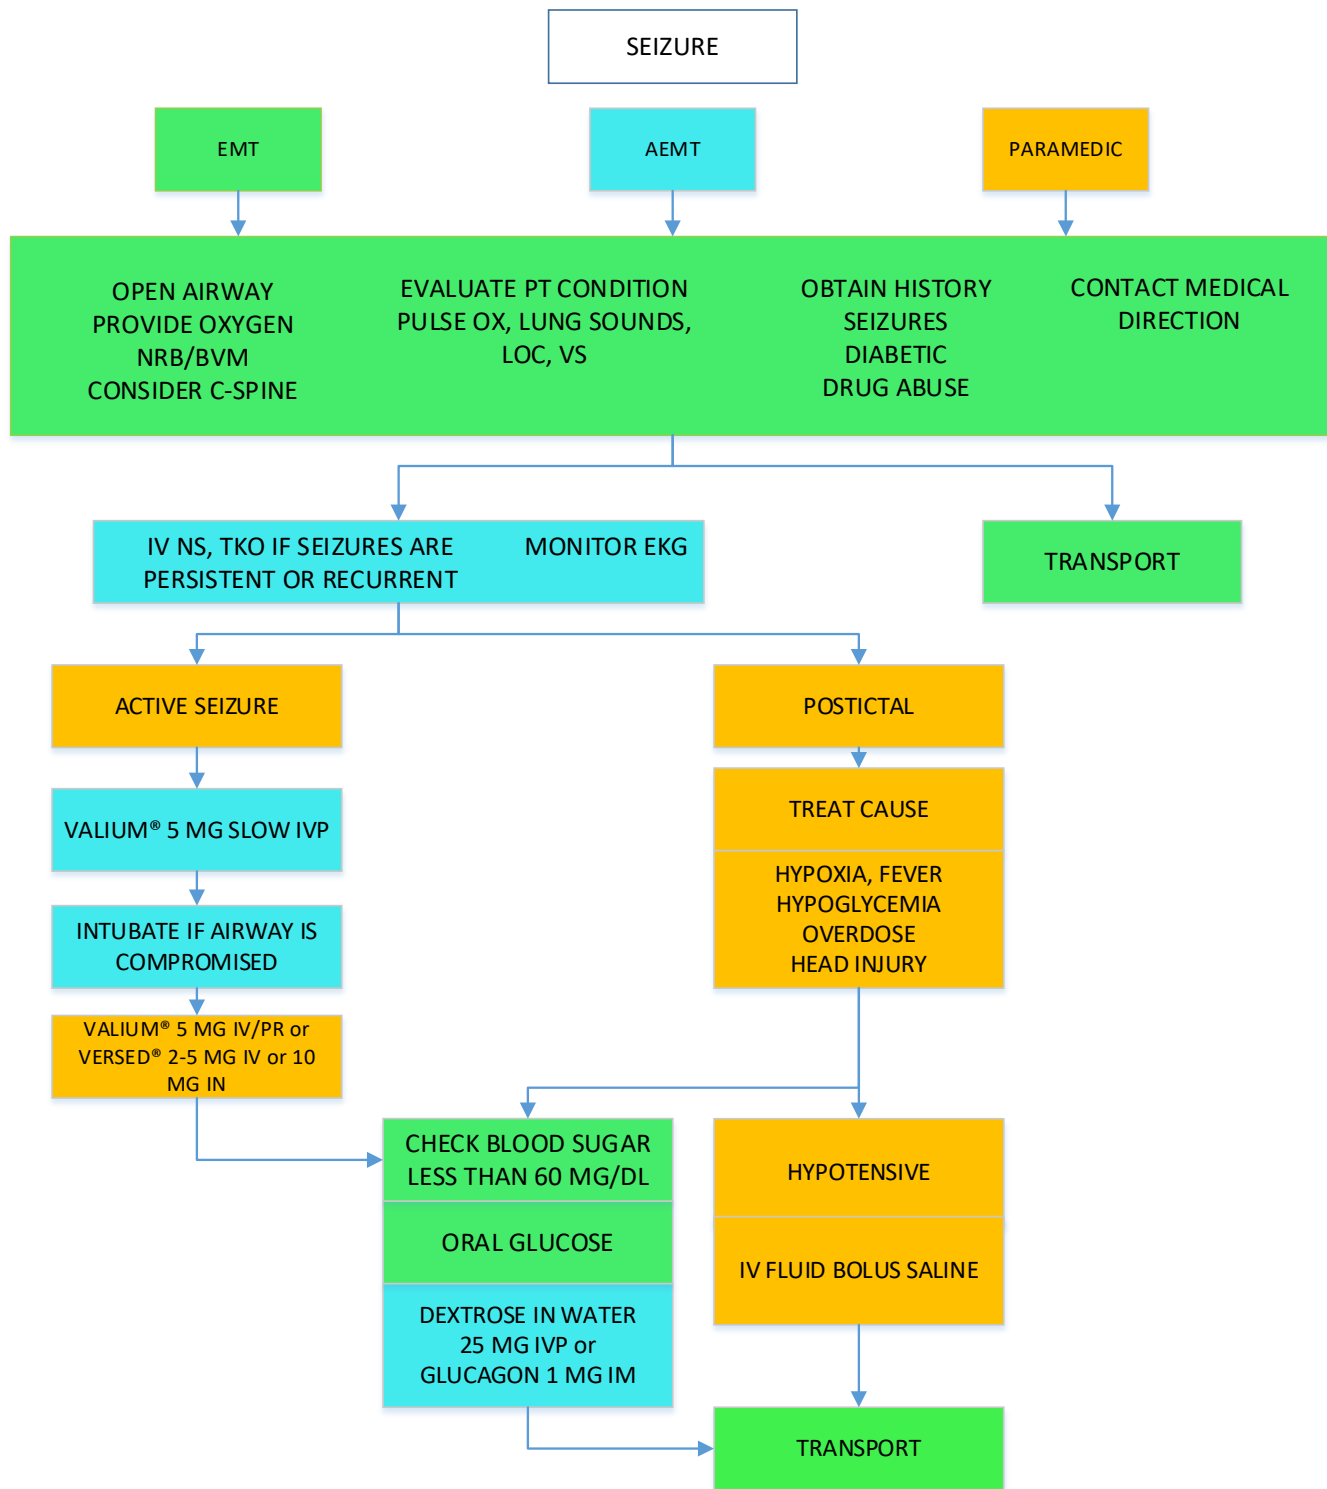 SEIZURE
EMT
AEMT
PARAMEDIC
OPEN AIRWAY
PROVIDE OXYGEN
NRB/BVM
CONSIDER C-SPINE
EVALUATE PT CONDITION
PULSE OX, LUNG SOUNDS,
LOC, VS
OBTAIN HISTORY
SEIZURES
DIABETIC
DRUG ABUSE
CONTACT MEDICAL
DIRECTION
IV NS, TKO IF SEIZURES ARE
PERSISTENT OR RECURRENT
MONITOR EKG
TRANSPORT
ACTIVE SEIZURE
VALIUM® 5 MG SLOW IVP
INTUBATE IF AIRWAY IS
COMPROMISED
VALIUM® 5 MG IV/PR or
VERSED® 2-5 MG IV or 10
MG IN
POSTICTAL
TREAT CAUSE
HYPOXIA, FEVER
HYPOGLYCEMIA
OVERDOSE
HEAD INJURY
CHECK BLOOD SUGAR
LESS THAN 60 MG/DL
ORAL GLUCOSE
DEXTROSE IN WATER
25 MG IVP or
GLUCAGON 1 MG IM
HYPOTENSIVE
IV FLUID BOLUS SALINE
TRANSPORT